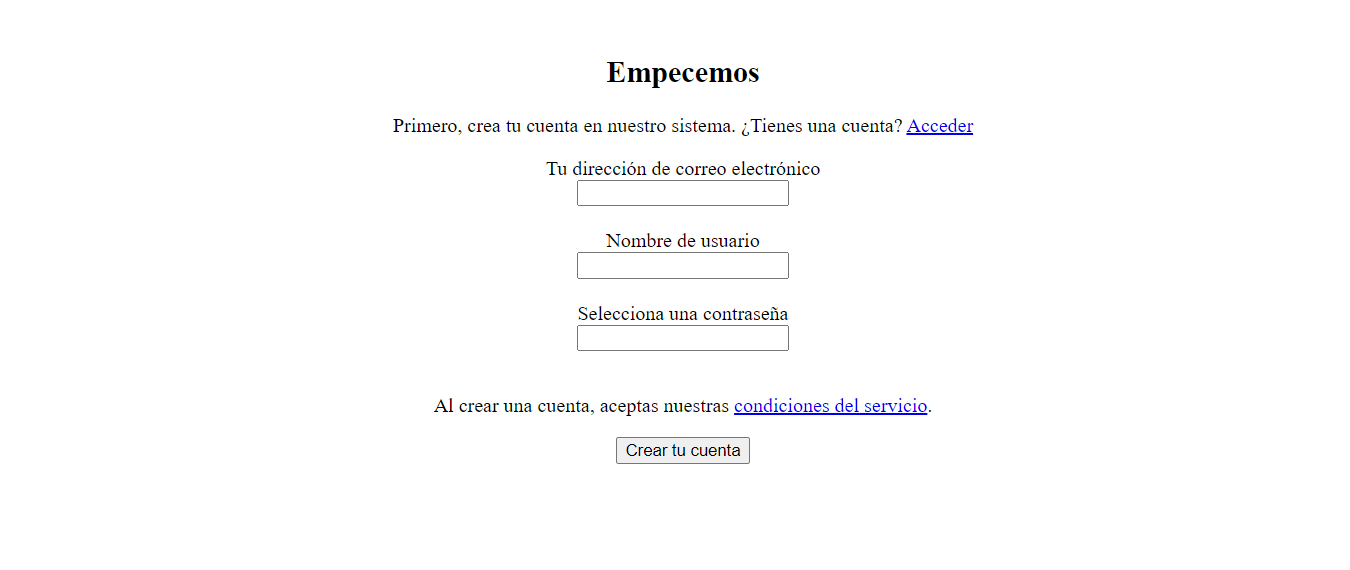 Empecemos
Primero, crea tu cuenta en nuestro sistema. ¿Tienes una cuenta? Acceder
Tu dirección de correo electrónico
Nombre de usuario
Selecciona una contraseña
Al crear una cuenta, aceptas nuestras condiciones del servicio.
Crear tu cuenta